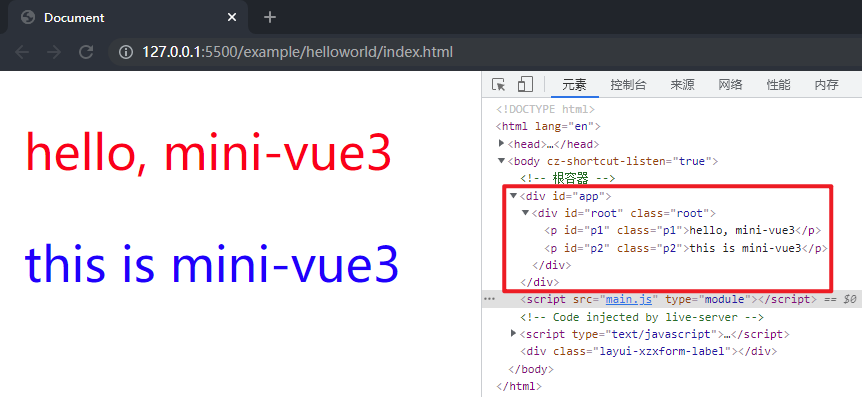 Document
127.0.0.1:5500/example/helloworld/index.html
hello, mini-vue3
this is mini-vue3
元素 控制台 来源 网络 性能 内存
<!DOCTYPE html>
<html lang="en">
<head>…</head>
<body cz-shortcut-listen="true">
<!-- 根容器 -->
<div id="app">
<div id="root" class="root">
<p id="p1" class="p1">hello, mini-vue3</p>
<p id="p2" class="p2">this is mini-vue3</p>
</div>
</div>
<script src="main.js" type="module"></script> == $0
<!-- Code injected by live-server -->
<script type="text/javascript">…</script>
<div class="layui-xzxform-label"></div>
</body>
</html>